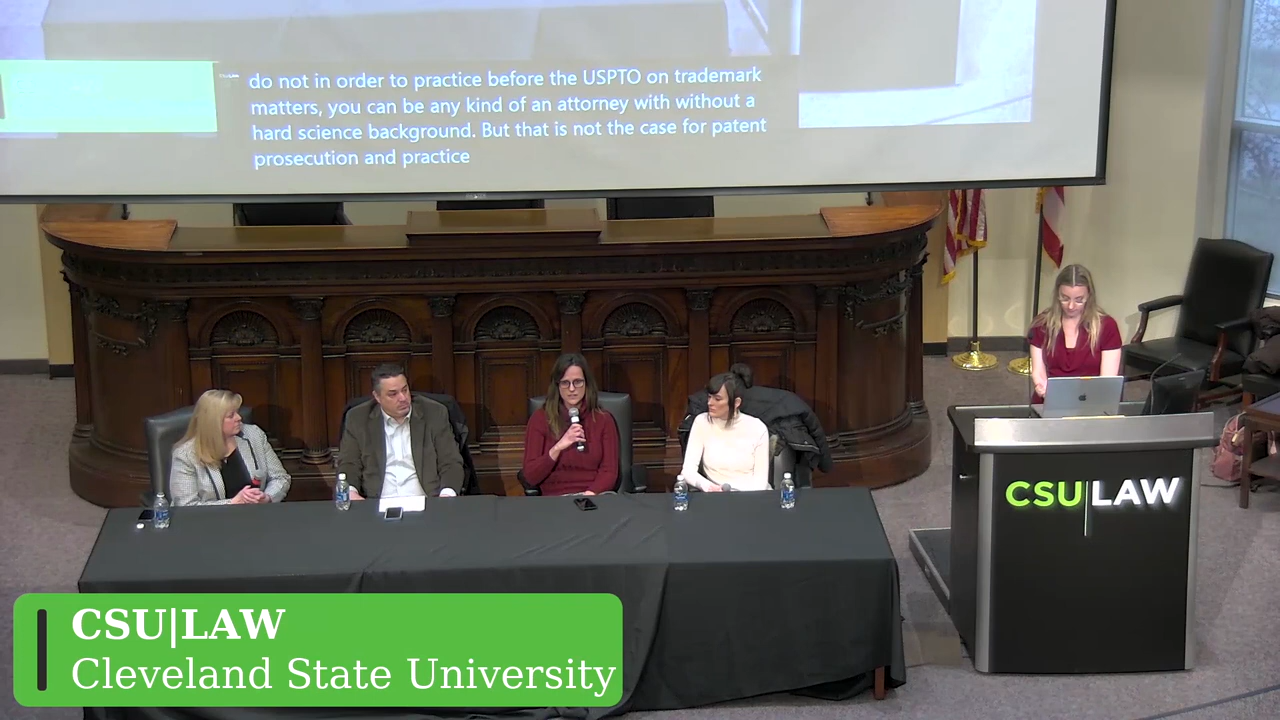 do not in order to practice before the USPTO on trademark
matters, you can be any kind of an attorney with without a
hard science background. But that is not the case for patent
prosecution and practice
CSU|LAW
CSU|LAW
Cleveland State University